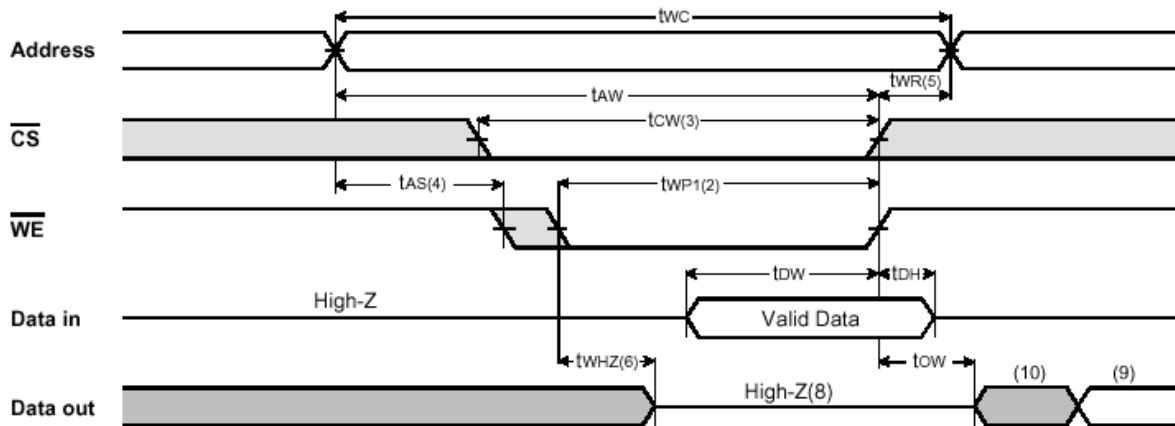 tWC
Address
tWR(5)
tAW
CS
tCW(3)
tAS(4)
tWP1(2)
WE
tDW
tDH
High-Z
Data in
Valid Data
tWHZ(6)
tOW
High-Z(8)
(10)
(9)
Data out